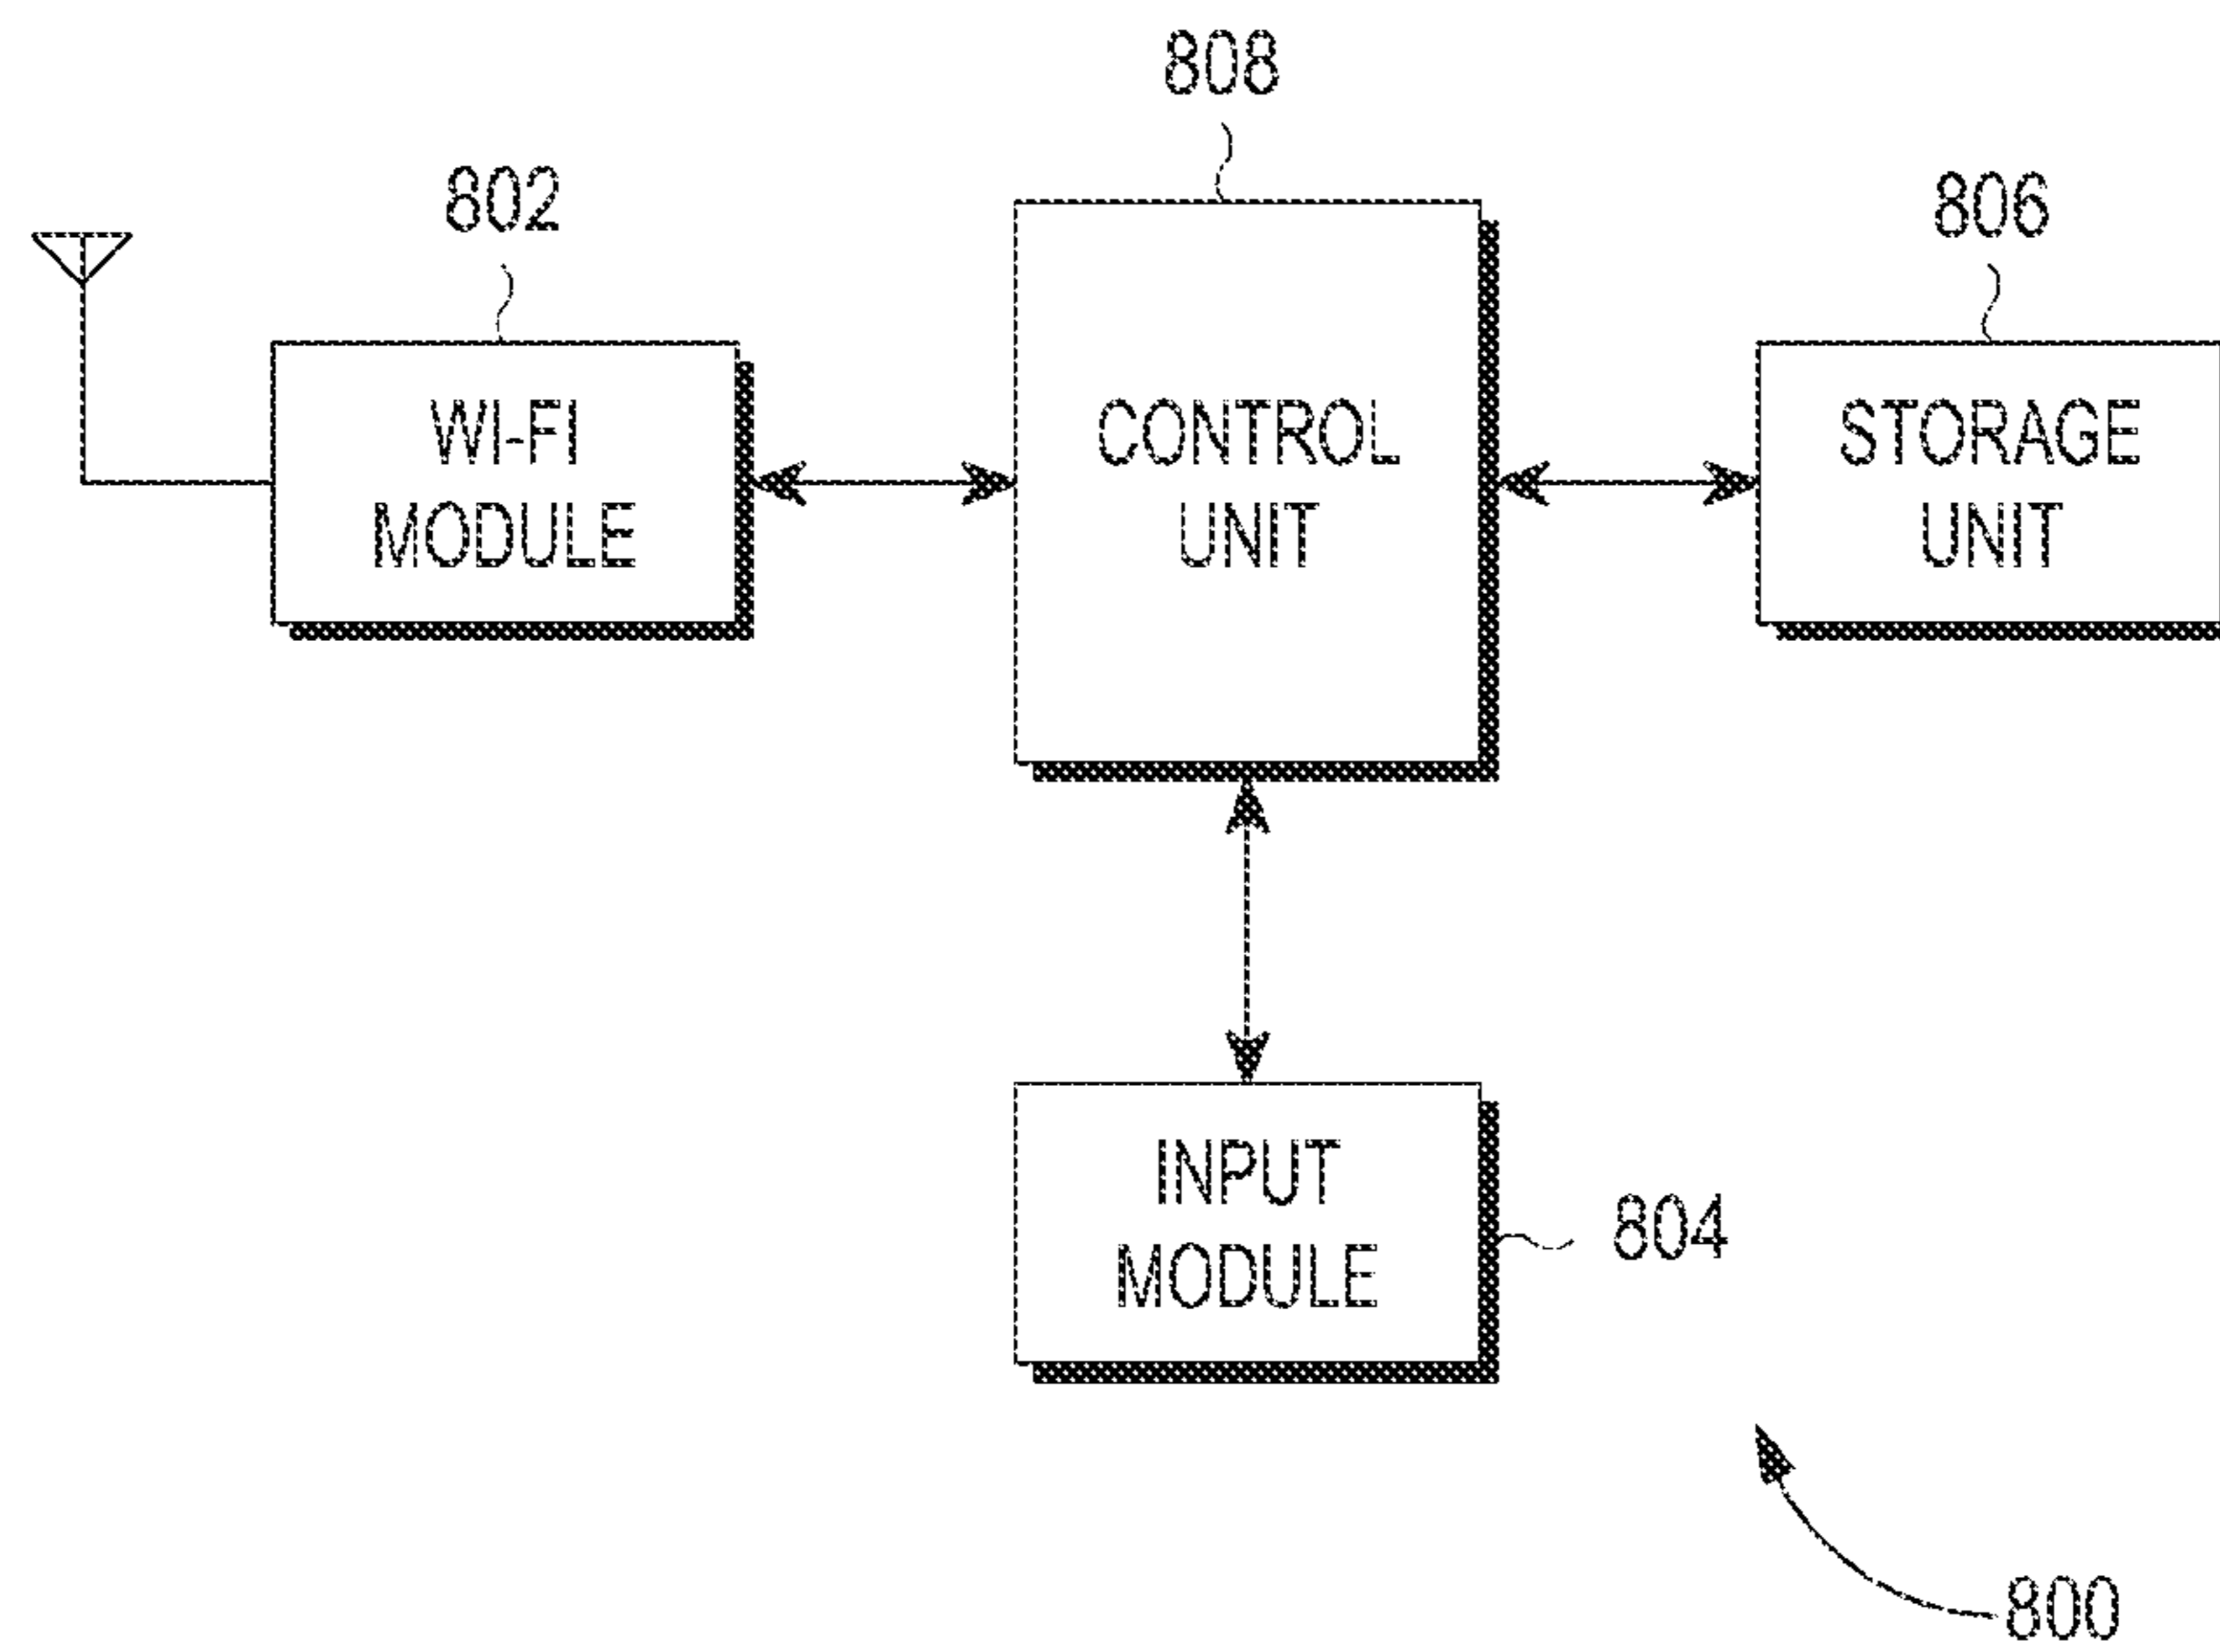 808
802
806
WI-FI
MODULE
CONTROL
UNIT
STORAGE
UNIT
INPUT
MODULE
804
800